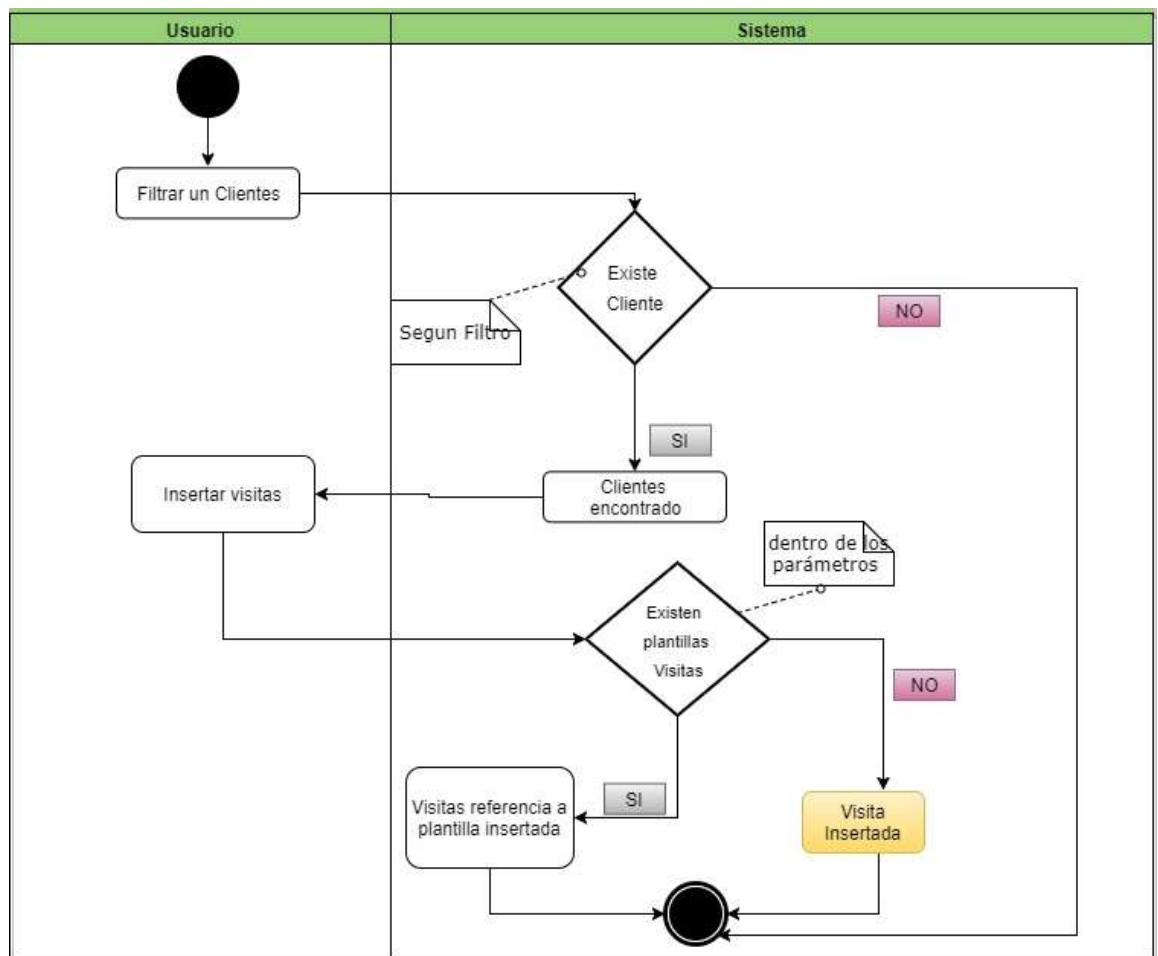 Usuario
Sistema
Filtrar un Clientes
Existe
Cliente
NO
Segun Filtro
SI
Insertar visitas
Clientes
encontrado
dentro de los
parámetros
Existen
plantillas
Visitas
NO
SI
Visitas referencia a
plantilla insertada
Visita
Insertada